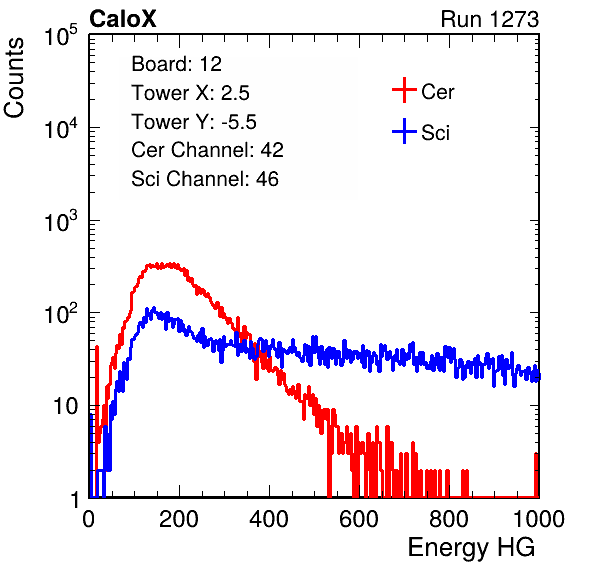 CaloX Run 1273
Board: 12
Tower X: 2.5
Tower Y: -5.5
Cer Channel: 42
Sci Channel: 46
Cer
Sci
Counts
10^5
10^4
10^3
10^2
10
1
0 200 400 600 800 1000
Energy HG